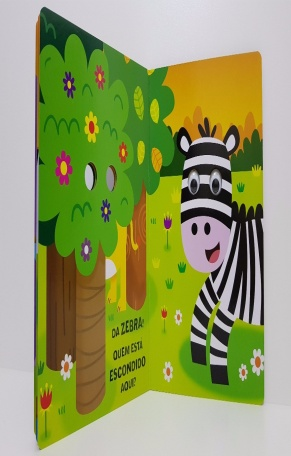 DA ZEBRA!
QUEM ESTÁ
ESCONDIDO
AQUI?